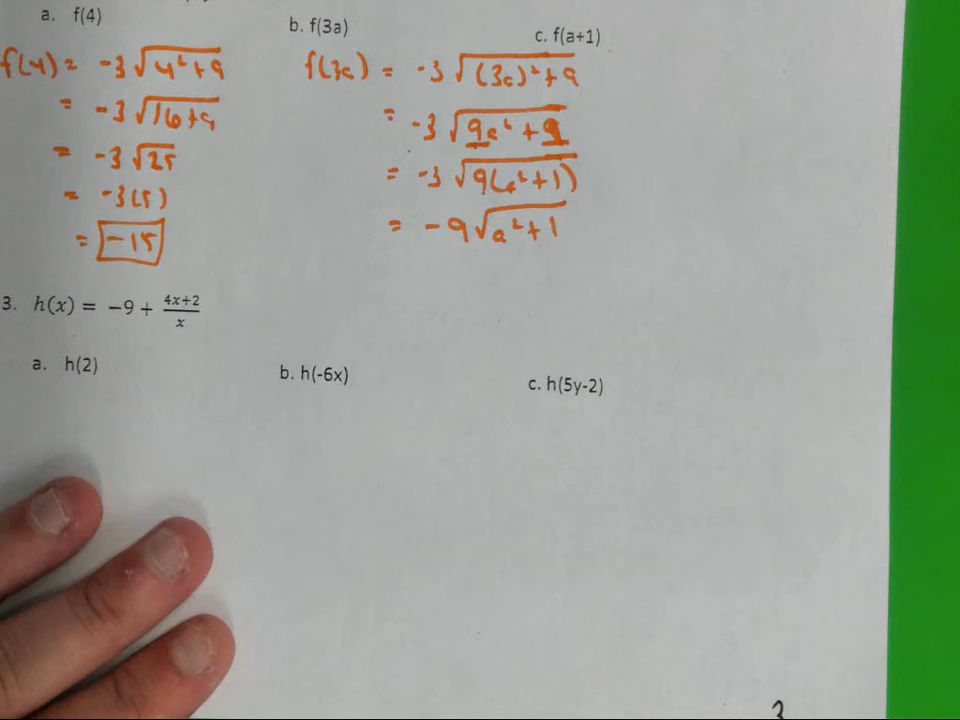 a. f(4)
b. f(3a)
c. f(a+1)
f(4) = -3√(4²+9)
= -3√(16+9)
= -3√25
= -3(5)
= -15
f(3a) = -3√((3a)²+9)
= -3√(9a²+9)
= -3√(9(a²+1))
= -9√(a²+1)
3. h(x) = −9 + (4x+2)/x
a. h(2)
b. h(-6x)
c. h(5y-2)